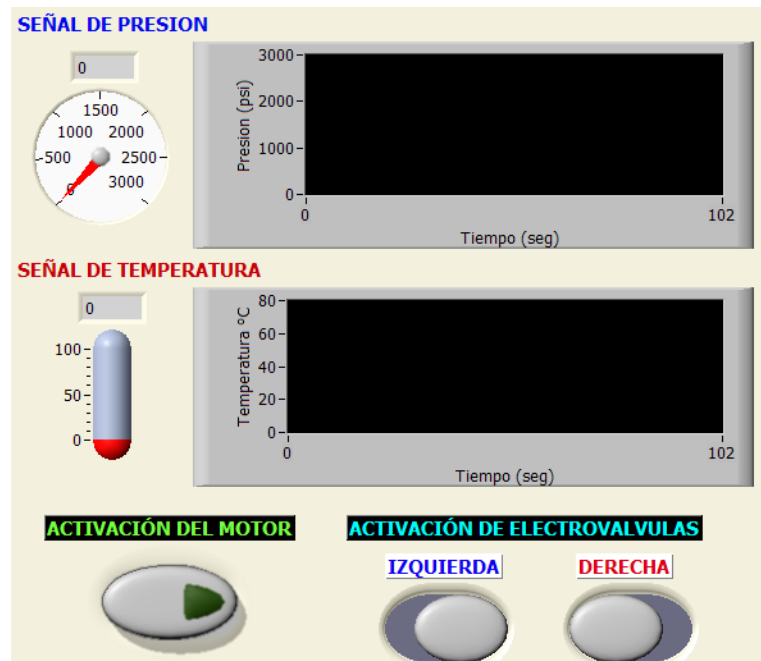 SEÑAL DE PRESION
0
1500
1000 2000
500 2500
0 3000
3000
2000
1000
0
Presion (psi)
0 102
Tiempo (seg)
SEÑAL DE TEMPERATURA
0
100
50
0
80
60
40
20
0
Temperatura ºC
0 102
Tiempo (seg)
ACTIVACIÓN DEL MOTOR
ACTIVACIÓN DE ELECTROVALVULAS
IZQUIERDA
DERECHA